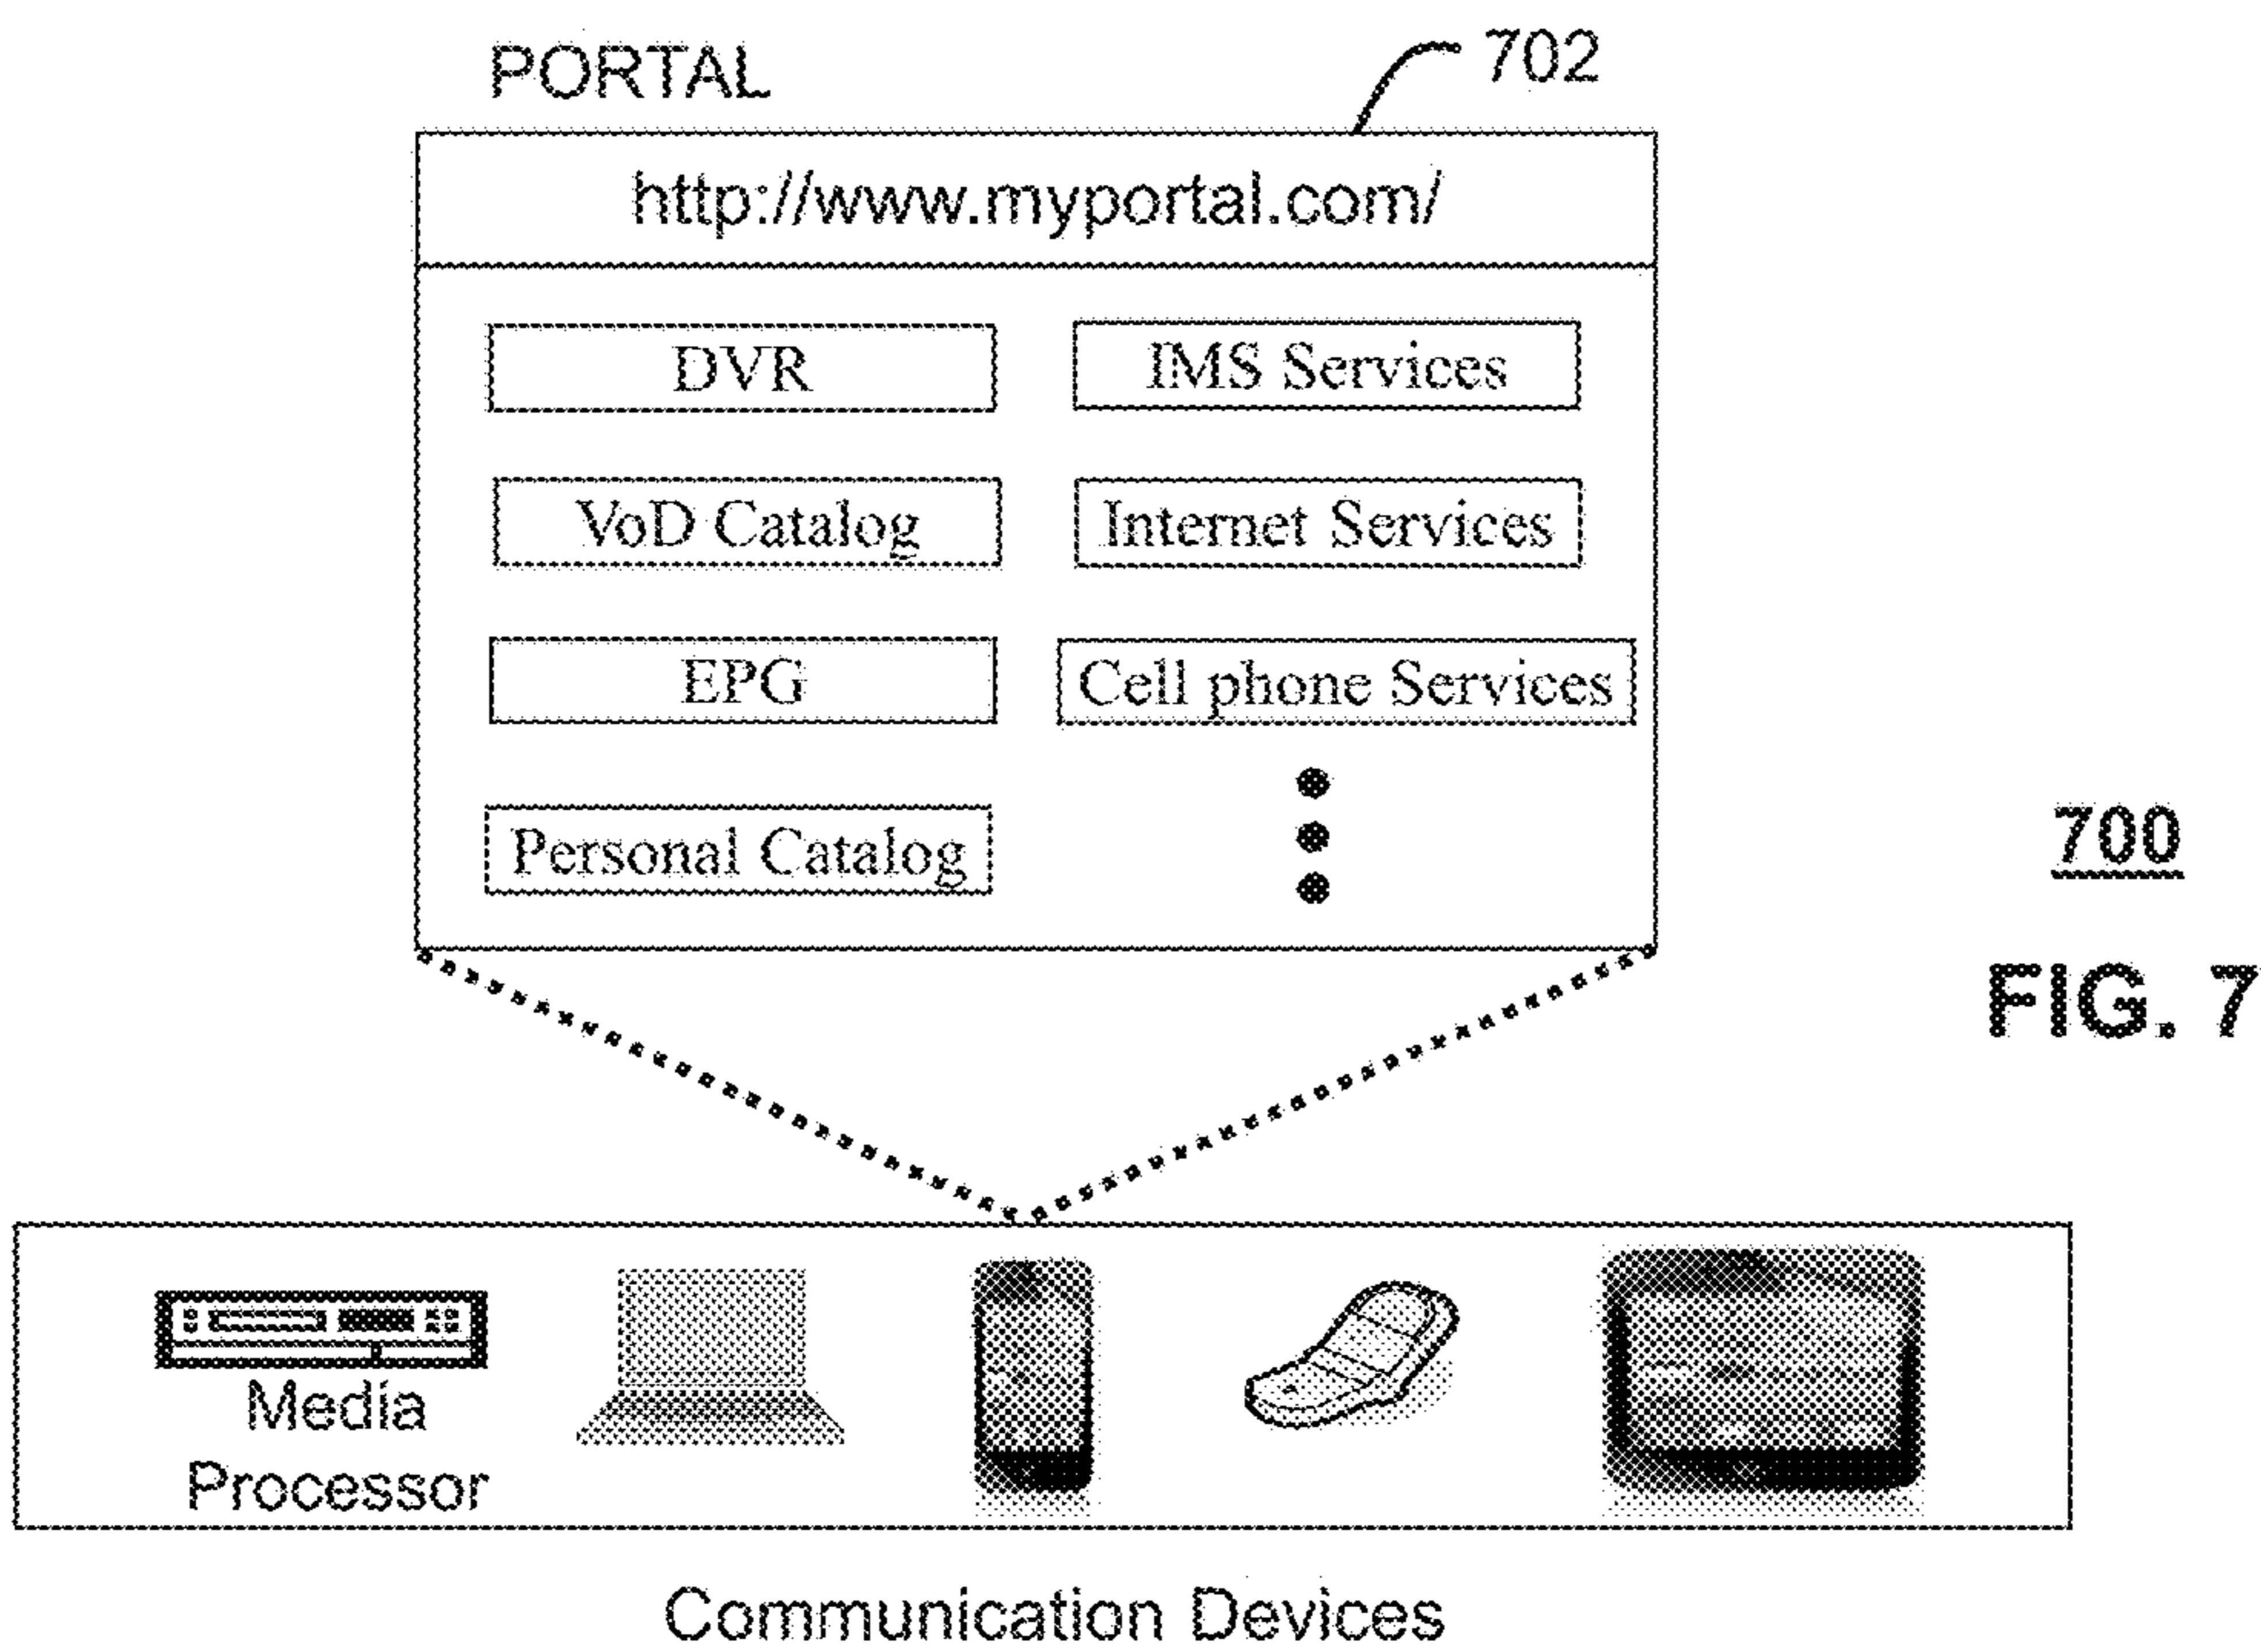 PORTAL
702
http://www.myportal.com/
DVR
IMS Services
VoD Catalog
Internet Services
EPG
Cell phone Services
Personal Catalog
700
FIG. 7
Media
Processor
Communication Devices